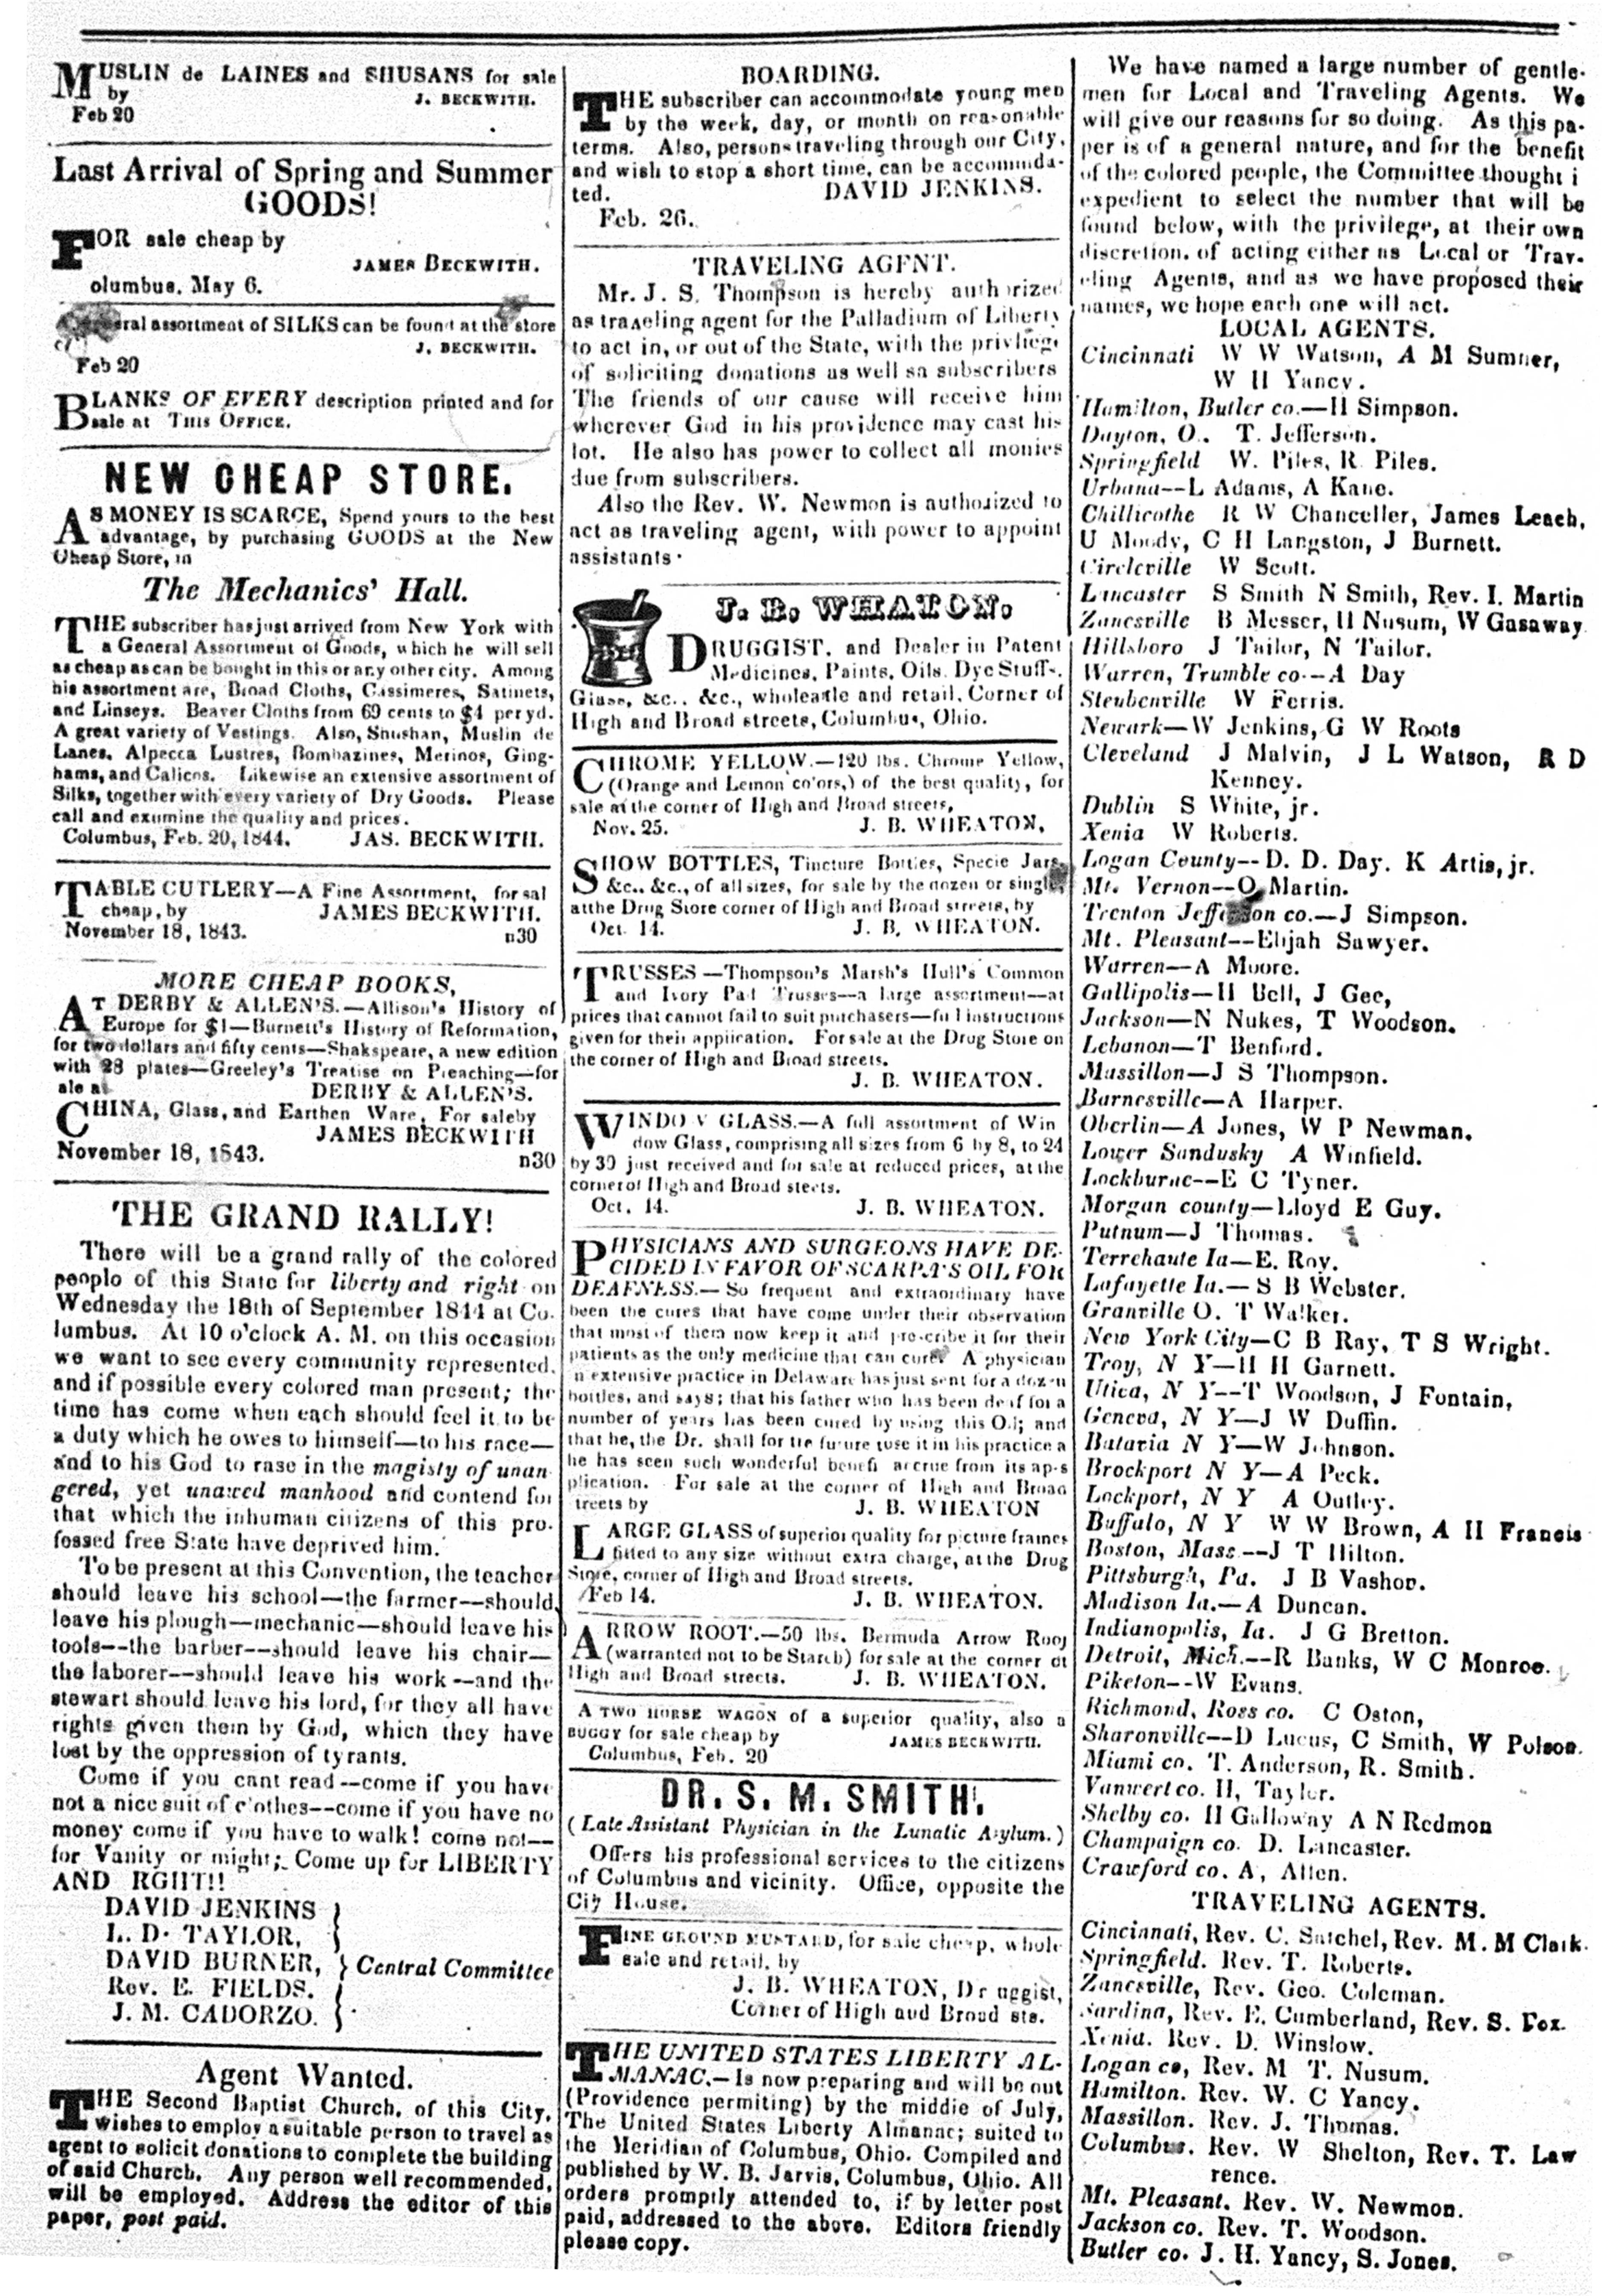 MUSLIN de LAINES and SHUSANS for sale
by J. BECKWITH.
Feb 20
Last Arrival of Spring and Summer
GOODS!
FOR sale cheap by
JAMES BECKWITH.
olumbus, May 6.
eral assortment of SILKS can be found at the store
J. BECKWITH.
Feb 20
BLANKS OF EVERY description printed and for
sale at THIS OFFICE.
NEW CHEAP STORE.
AS MONEY IS SCARCE, Spend yours to the best
advantage, by purchasing GOODS at the New
Cheap Store, in
The Mechanics' Hall.
THE subscriber has just arrived from New York with
a General Assortment of Goods, which he will sell
as cheap as can be bought in this or any other city. Among
his assortment are, Broad Cloths, Cassimeres, Satinets,
and Linseys. Beaver Cloths from 69 cents to $4 per yd.
A great variety of Vestings. Also, Shushan, Muslin de
Lanes, Alpecca Lustres, Bombazines, Merinos, Ging-
hams, and Calicos. Likewise an extensive assortment of
Silks, together with every variety of Dry Goods. Please
call and examine the quality and prices.
Columbus, Feb. 20, 1844. JAS. BECKWITH.
TABLE CUTLERY—A Fine Assortment, for sal
cheap, by JAMES BECKWITH.
November 18, 1843. n30
MORE CHEAP BOOKS,
AT DERBY & ALLEN'S.—Allison's History of
Europe for $1—Burnett's History of Reformation,
for two dollars and fifty cents—Shakspeare, a new edition
with 28 plates—Greeley's Treatise on Preaching—for
ale at DERBY & ALLEN'S.
CHINA, Glass, and Earthen Ware, For saleby
JAMES BECKWITH
November 18, 1843. n30
THE GRAND RALLY!
There will be a grand rally of the colored
people of this State for liberty and right on
Wednesday the 18th of September 1844 at Co-
lumbus. At 10 o'clock A. M. on this occasion
we want to see every community represented,
and if possible every colored man present; the
time has come when each should feel it to be
a duty which he owes to himself—to his race—
and to his God to rase in the magisty of unan
gered, yet unawed manhood and contend for
that which the inhuman citizens of this pro-
fessed free State have deprived him.
To be present at this Convention, the teacher
should leave his school—the farmer—should
leave his plough—mechanic—should leave his
tools--the barber--should leave his chair—
the laborer--should leave his work--and the
stewart should leave his lord, for they all have
rights given them by God, which they have
lost by the oppression of tyrants.
Come if you cant read--come if you have
not a nice suit of clothes--come if you have no
money come if you have to walk! come not--
for Vanity or might; Come up for LIBERTY
AND RGHT!!
DAVID JENKINS
L. D. TAYLOR,
DAVID BURNER, } Central Committee
Rev. E. FIELDS.
J. M. CADORZO.
Agent Wanted.
THE Second Baptist Church, of this City,
wishes to employ a suitable person to travel as
agent to solicit donations to complete the building
of said Church. Any person well recommended,
will be employed. Address the editor of this
paper, post paid.
BOARDING.
THE subscriber can accommodate young men
by the week, day, or month on reasonable
terms. Also, persons traveling through our City,
and wish to stop a short time, can be accommoda-
ted. DAVID JENKINS.
Feb. 26.
TRAVELING AGENT.
Mr. J. S. Thompson is hereby authorized
as traveling agent for the Palladium of Liberty
to act in, or out of the State, with the privliege
of soliciting donations as well sa subscribers
The friends of our cause will receive him
wherever God in his providence may cast his
lot. He also has power to collect all monies
due from subscribers.
Also the Rev. W. Newmon is authorized to
act as traveling agent, with power to appoint
assistants.
J. B. WHEATON.
DRUGGIST, and Dealer in Patent
Medicines, Paints, Oils, Dye Stuffs,
Glass, &c., &c., wholeasle and retail, Corner of
High and Broad streets, Columbus, Ohio.
CHROME YELLOW.—120 lbs. Chrome Yellow,
(Orange and Lemon colors,) of the best quality, for
sale at the corner of High and Broad streets,
Nov. 25. J. B. WHEATON,
SHOW BOTTLES, Tincture Bottles, Specie Jars,
&c., &c., of all sizes, for sale by the dozen or single,
atthe Drug Store corner of High and Broad streets, by
Oct. 14. J. B. WHEATON.
TRUSSES—Thompson's Marsh's Hull's Common
and Ivory Pad Trusses—a large assortment—at
prices that cannot fail to suit purchasers—full instructions
given for their application. For sale at the Drug Store on
the corner of High and Broad streets.
J. B. WHEATON.
WINDOW GLASS.—A full assortment of Win
dow Glass, comprising all sizes from 6 by 8, to 24
by 30 just received and for sale at reduced prices, at the
corner of High and Broad steets.
Oct. 14. J. B. WHEATON.
PHYSICIANS AND SURGEONS HAVE DE-
CIDED IN FAVOR OF SCARPA'S OIL FOR
DEAFNESS.—So frequent and extraordinary have
been the cures that have come under their observation
that most of them now keep it and prescribe it for their
patients as the only medicine that can cure. A physician
n extensive practice in Delaware has just sent for a dozen
bottles, and says; that his father who has been deaf for a
number of years has been cured by using this Oil; and
that he, the Dr. shall for the future tuse it in his practice a
he has seen such wonderful benefi accrue from its ap-s
plication. For sale at the corner of High and Broad
treets by J. B. WHEATON
LARGE GLASS of superior quality for picture frames
fitted to any size without extra charge, at the Drug
Store, corner of High and Broad streets.
Feb 14. J. B. WHEATON.
ARROW ROOT.—50 lbs. Bermuda Arrow Root
(warranted not to be Starch) for sale at the corner of
High and Broad streets. J. B. WHEATON.
A TWO HORSE WAGON of a superior quality, also a
BUGGY for sale cheap by JAMES BECKWITH.
Columbus, Feb. 20
DR. S. M. SMITH.
(Late Assistant Physician in the Lunatic Asylum.)
Offers his professional services to the citizens
of Columbus and vicinity. Office, opposite the
City House.
FINE GROUND MUSTARD, for sale cheap, whole
sale and retail, by
J. B. WHEATON, Druggist,
Corner of High and Broad sts.
THE UNITED STATES LIBERTY AL-
MANAC.—Is now preparing and will be out
(Providence permiting) by the middle of July,
The United States Liberty Almanac; suited to
the Meridian of Columbus, Ohio. Compiled and
published by W. B. Jarvis, Columbus, Ohio. All
orders promptly attended to, if by letter post
paid, addressed to the above. Editors friendly
please copy.
We have named a large number of gentle-
men for Local and Traveling Agents. We
will give our reasons for so doing. As this pa-
per is of a general nature, and for the benefit
of the colored people, the Committee thought i
expedient to select the number that will be
found below, with the privilege, at their own
discretion, of acting either as Local or Trav-
eling Agents, and as we have proposed their
names, we hope each one will act.
LOCAL AGENTS.
Cincinnati W W Watson, A M Sumner,
W H Yancy.
Hamilton, Butler co.—H Simpson.
Dayton, O. T. Jefferson.
Springfield W. Piles, R Piles.
Urbana--L Adams, A Kane.
Chillicothe R W Chanceller, James Leach,
U Moody, C H Langston, J Burnett.
Circleville W Scott.
Lancaster S Smith N Smith, Rev. I. Martin
Zanesville B Messer, H Nusum, W Gasaway
Hillsboro J Tailor, N Tailor.
Warren, Trumble co--A Day
Steubenville W Ferris.
Newark—W Jenkins, G W Roots
Cleveland J Malvin, J L Watson, R D
Kenney.
Dublin S White, jr.
Xenia W Roberts.
Logan County--D. D. Day. K Artis, jr.
Mt. Vernon--O Martin.
Trenton Jefferson co.—J Simpson.
Mt. Pleasant--Elijah Sawyer.
Warren—A Moore.
Gallipolis—H Bell, J Gee,
Jackson—N Nukes, T Woodson.
Lebanon—T Benford.
Massillon—J S Thompson.
Barnesville—A Harper.
Oberlin—A Jones, W P Newman.
Lower Sandusky A Winfield.
Lockburne--E C Tyner.
Morgan county—Lloyd E Guy.
Putnum—J Thomas.
Terrehaute Ia—E. Roy.
Lafayette Ia.—S B Webster.
Granville O. T Walker.
New York City—C B Ray, T S Wright.
Troy, N Y—H H Garnett.
Utica, N Y--T Woodson, J Fontain,
Geneva, N Y—J W Duffin.
Batavia N Y—W Johnson.
Brockport N Y—A Peck.
Lockport, N Y A Outley.
Buffalo, N Y W W Brown, A H Francis
Boston, Mass--J T Hilton.
Pittsburgh, Pa. J B Vashon.
Madison Ia.—A Duncan.
Indianopolis, Ia. J G Bretton.
Detroit, Mich.--R Banks, W C Monroe.
Piketon--W Evans.
Richmond, Ross co. C Oston,
Sharonville--D Lucus, C Smith, W Polson.
Miami co. T. Anderson, R. Smith.
Vanwert co. H, Taylor.
Shelby co. H Galloway A N Redmon
Champaign co. D. Lancaster.
Crawford co. A, Allen.
TRAVELING AGENTS.
Cincinnati, Rev. C. Satchel, Rev. M. M Clark.
Springfield. Rev. T. Roberts.
Zanesville, Rev. Geo. Coleman.
Sardina, Rev. E. Cumberland, Rev. S. Fox.
Xenia. Rev. D. Winslow.
Logan co, Rev. M T. Nusum.
Hamilton. Rev. W. C Yancy.
Massillon. Rev. J. Thomas.
Columbus. Rev. W Shelton, Rev. T. Law
rence.
Mt. Pleasant. Rev. W. Newmon.
Jackson co. Rev. T. Woodson.
Butler co. J. H. Yancy, S. Jones.